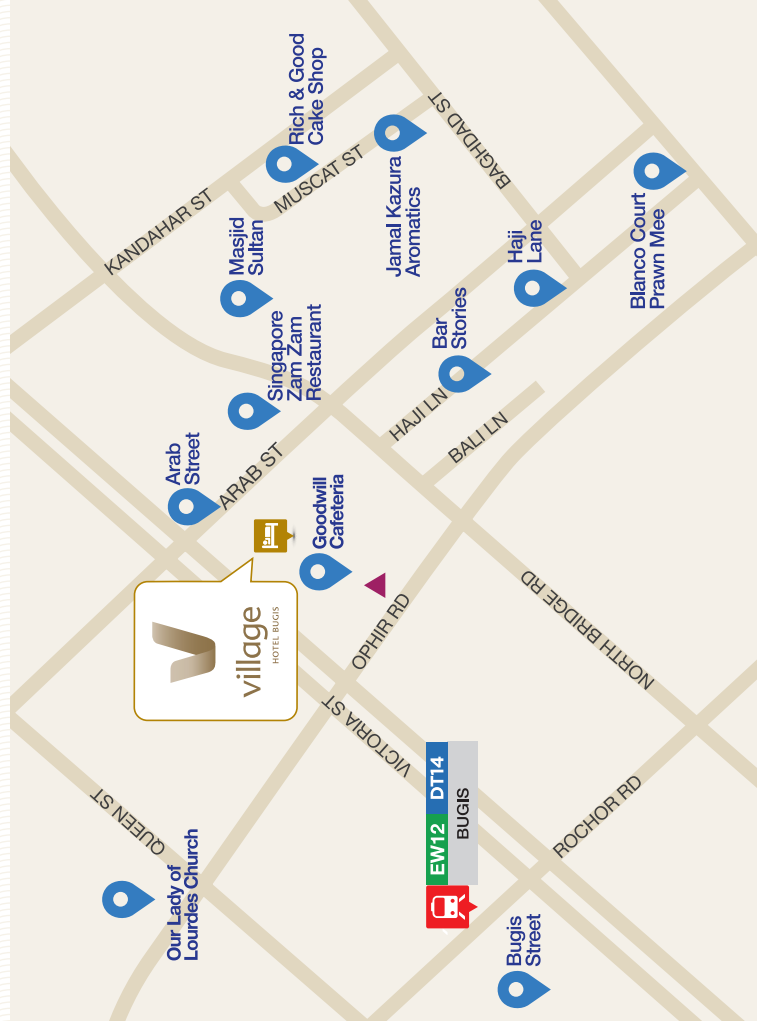 Our Lady of
Lourdes Church
QUEEN ST
village
HOTEL BUGIS
Arab
Street
ARAB ST
Singapore
Zam Zam
Restaurant
Masjid
Sultan
KANDAHAR ST
Rich & Good
Cake Shop
MUSCAT ST
Jamal Kazura
Aromatics
BAGHDAD ST
Goodwill
Cafeteria
OPHIR RD
VICTORIA ST
HAJI LN
Bar
Stories
BALI LN
Haji
Lane
Blanco Court
Prawn Mee
NORTH BRIDGE RD
EW12 DT14
BUGIS
ROCHOR RD
Bugis
Street